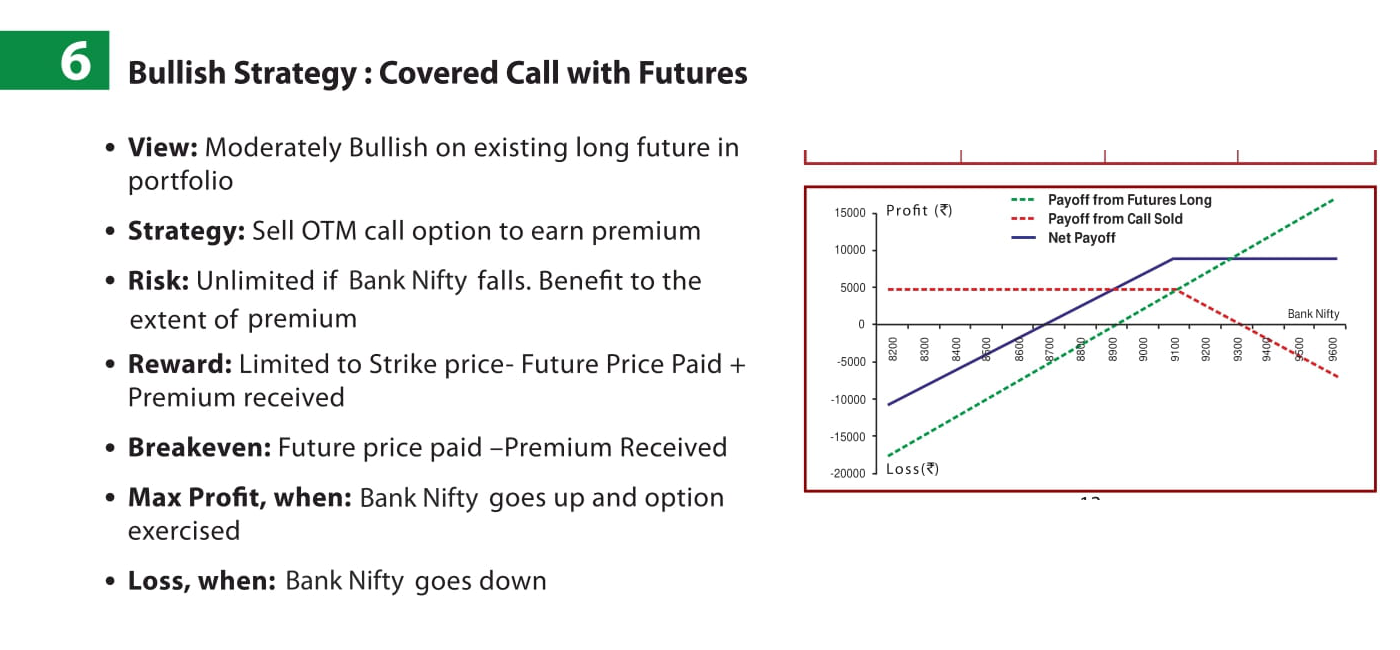 6
Bullish Strategy : Covered Call with Futures
• View: Moderately Bullish on existing long future in
portfolio
• Strategy: Sell OTM call option to earn premium
• Risk: Unlimited if Bank Nifty falls. Benefit to the
extent of premium
• Reward: Limited to Strike price- Future Price Paid +
Premium received
• Breakeven: Future price paid –Premium Received
• Max Profit, when: Bank Nifty goes up and option
exercised
• Loss, when: Bank Nifty goes down
Profit (₹)
Payoff from Futures Long
Payoff from Call Sold
Net Payoff
15000
10000
5000
0
-5000
-10000
-15000
-20000
Bank Nifty
8200
8300
8400
8500
8600
8700
8800
8900
9000
9100
9200
9300
9400
9500
9600
Loss(₹)